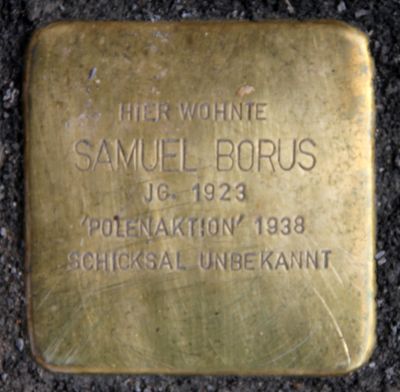 HIER WOHNTE
SAMUEL BORUS
JG. 1923
'POLENAKTION' 1938
SCHICKSAL UNBEKANNT